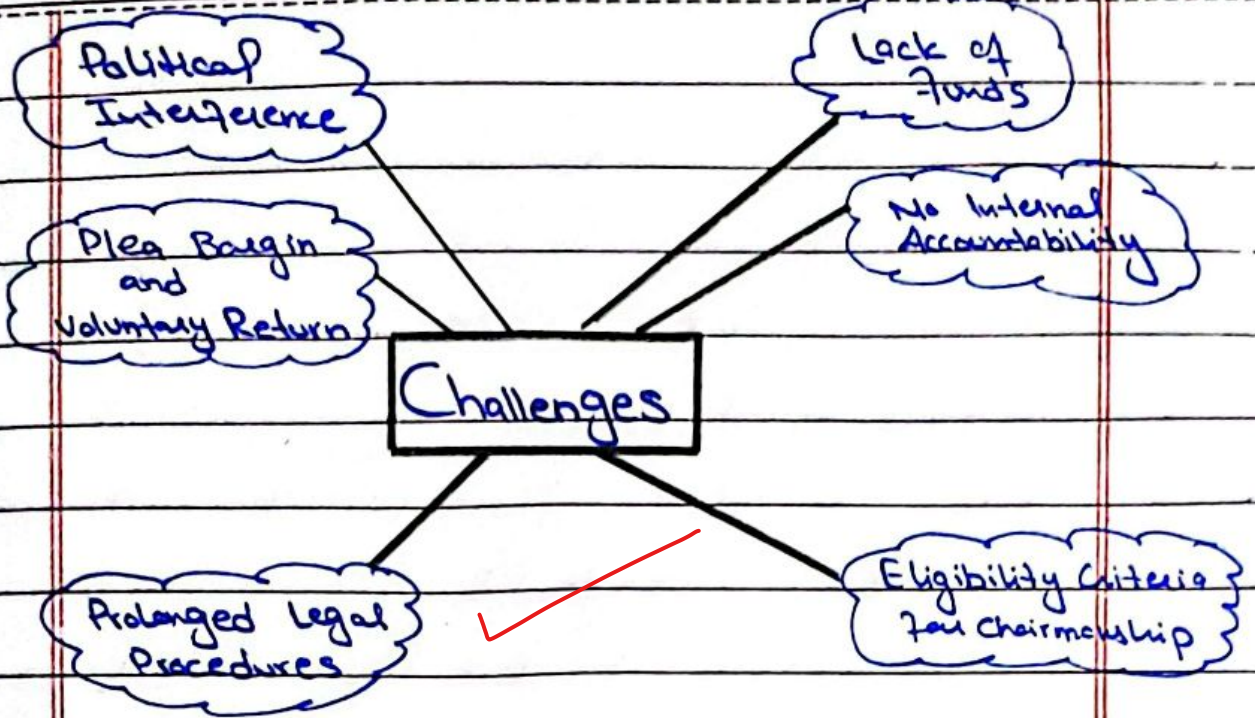 Political
Interference
Lack of
Funds
Plea Bargin
and
Voluntary Return
No Internal
Accountability
Challenges
Prolonged Legal
Procedures
Eligibility Criteria
for Chairmanship